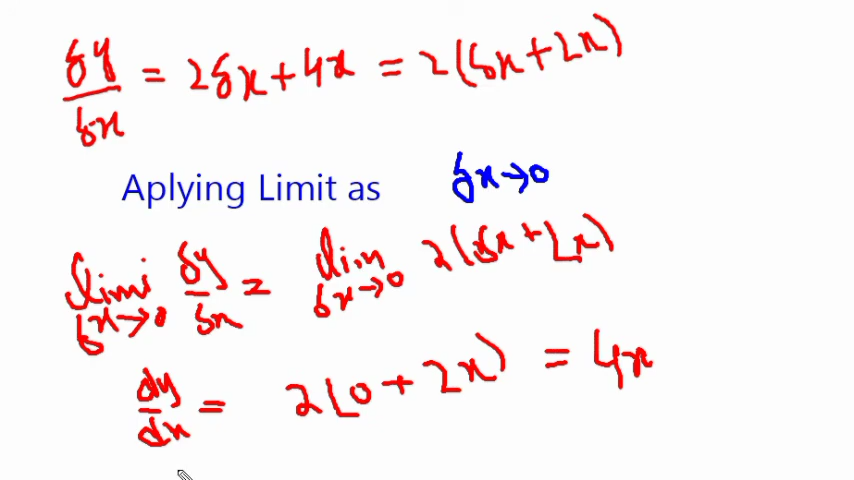 δy/δx = 2δx + 4x = 2(δx + 2x)
Aplying Limit as δx → 0
limi δx → 0 δy/δx = lim δx → 0 2(δx + 2x)
dy/dx = 2(0 + 2x) = 4x